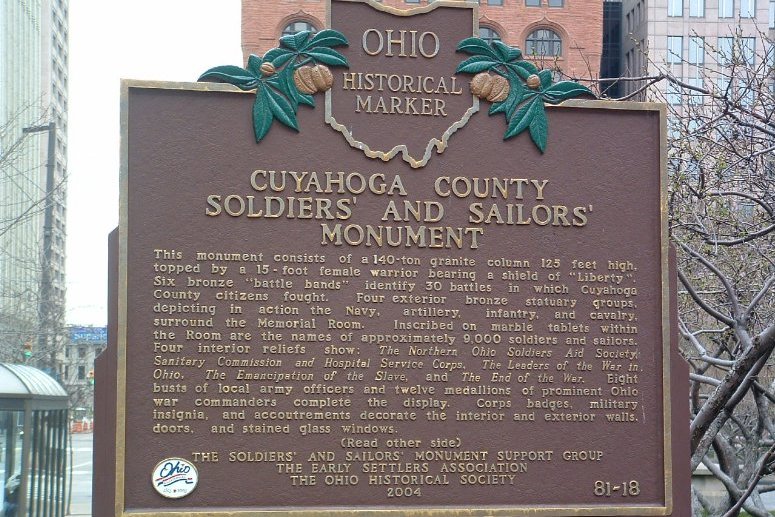 OHIO
HISTORICAL
MARKER
CUYAHOGA COUNTY
SOLDIERS' AND SAILORS'
MONUMENT
This monument consists of a 140-ton granite column 125 feet high,
topped by a 15-foot female warrior bearing a shield of "Liberty".
Six bronze "battle bands" identify 30 battles in which Cuyahoga
County citizens fought. Four exterior bronze statuary groups,
depicting in action the Navy, artillery, infantry, and cavalry,
surround the Memorial Room. Inscribed on marble tablets within
the Room are the names of approximately 9,000 soldiers and sailors.
Four interior reliefs show: The Northern Ohio Soldiers Aid Society
Sanitary Commission and Hospital Service Corps, The Leaders of the War in
Ohio, The Emancipation of the Slave, and The End of the War. Eight
busts of local army officers and twelve medallions of prominent Ohio
war commanders complete the display. Corps badges, military
insignia, and accoutrements decorate the interior and exterior walls,
doors, and stained glass windows.
(Read other side)
THE SOLDIERS' AND SAILORS' MONUMENT SUPPORT GROUP
THE EARLY SETTLERS ASSOCIATION
THE OHIO HISTORICAL SOCIETY
2004
81-18
Ohio